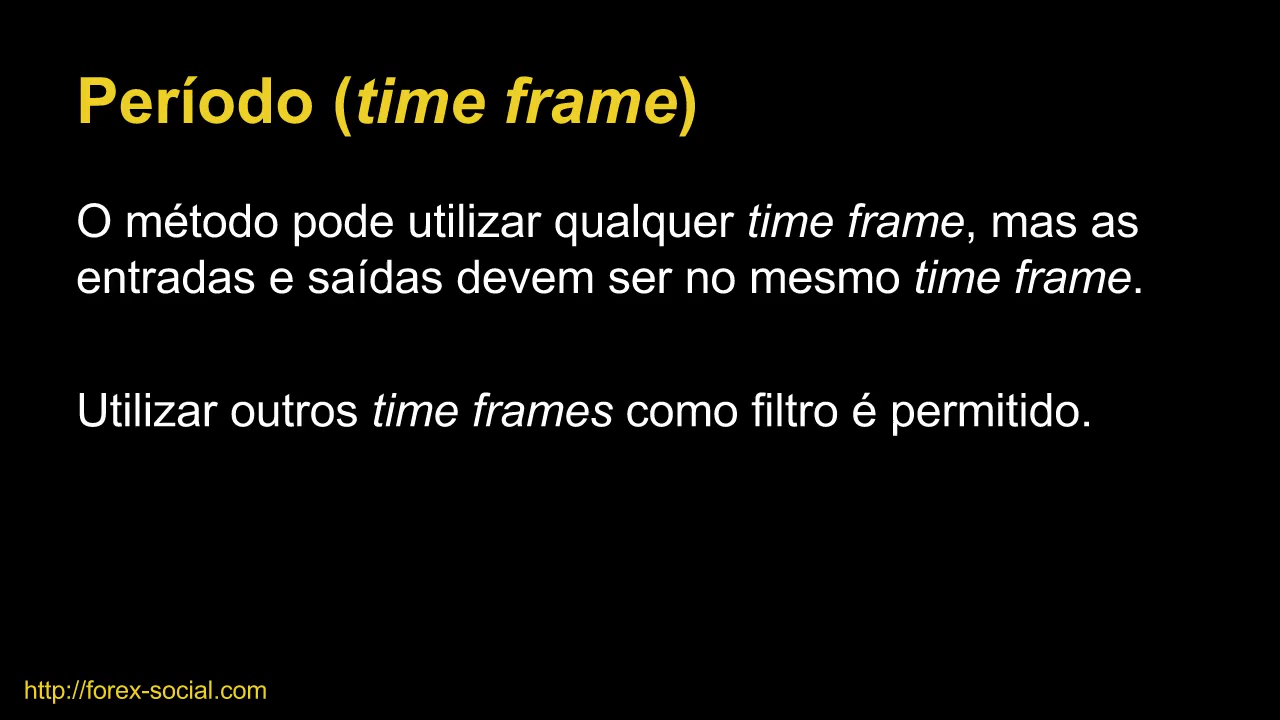 Período (time frame)
O método pode utilizar qualquer time frame, mas as
entradas e saídas devem ser no mesmo time frame.
Utilizar outros time frames como filtro é permitido.
http://forex-social.com